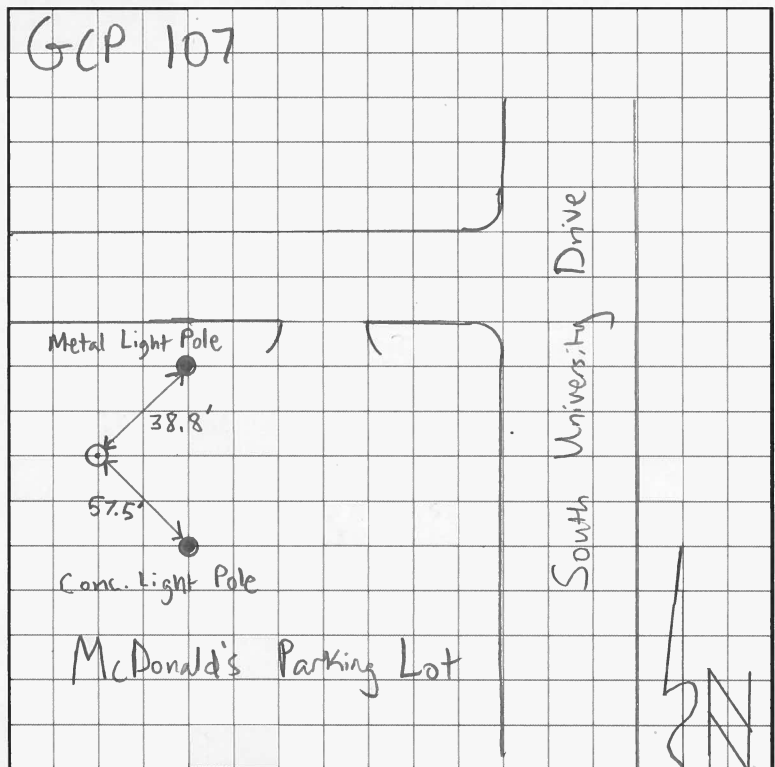 GCP 107
Metal Light Pole
38.8'
57.5'
Conc. Light Pole
McDonald's Parking Lot
South University Drive
N